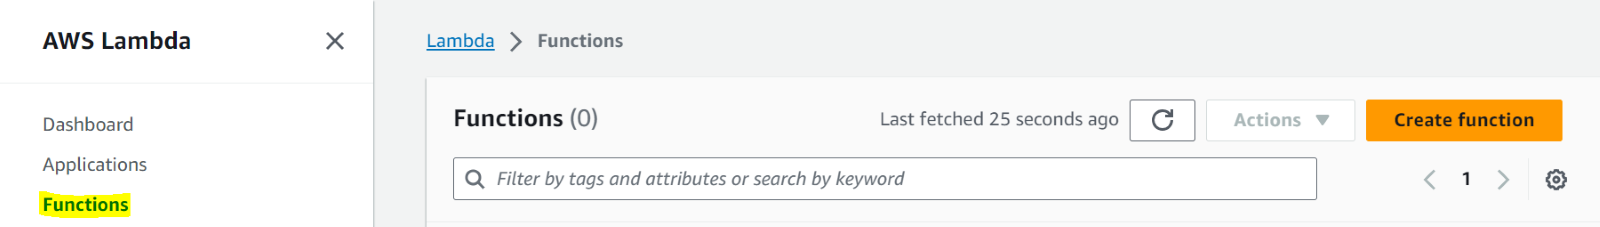 AWS Lambda
Dashboard
Applications
Functions
Lambda > Functions
Functions (0)
Last fetched 25 seconds ago
Actions
Create function
Filter by tags and attributes or search by keyword
1